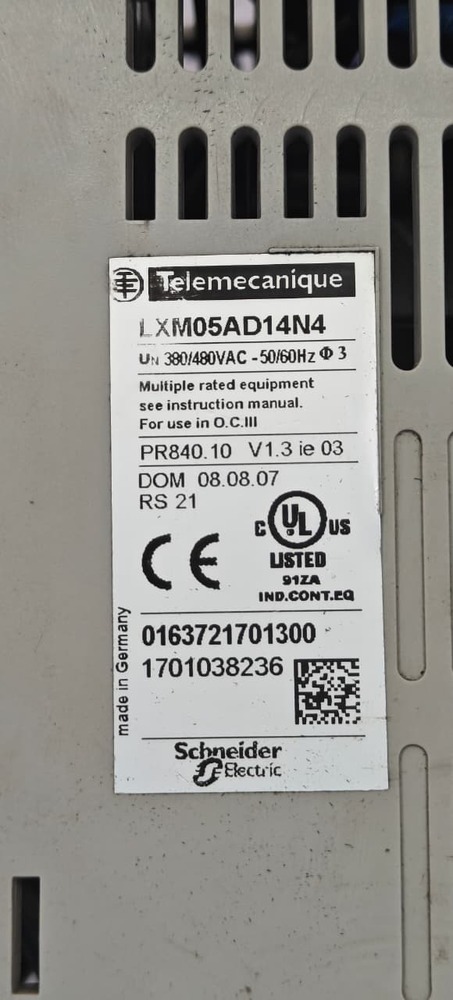 Telemecanique
LXM05AD14N4
UN 380/480VAC - 50/60Hz Φ 3
Multiple rated equipment
see instruction manual.
For use in O.C.III
PR840.10 V1.3 ie 03
DOM 08.08.07
RS 21
CE
C UL US
LISTED
91ZA
IND.CONT.EQ
made in Germany
0163721701300
1701038236
Schneider
Electric